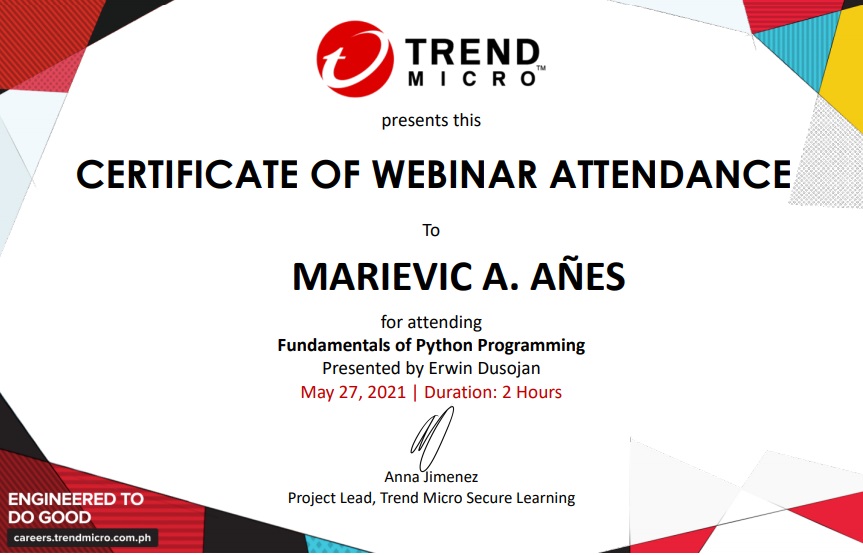 TREND
MICRO™
presents this
CERTIFICATE OF WEBINAR ATTENDANCE
To
MARIEVIC A. AÑES
for attending
Fundamentals of Python Programming
Presented by Erwin Dusojan
May 27, 2021 | Duration: 2 Hours
Anna Jimenez
Project Lead, Trend Micro Secure Learning
ENGINEERED TO
DO GOOD
careers.trendmicro.com.ph